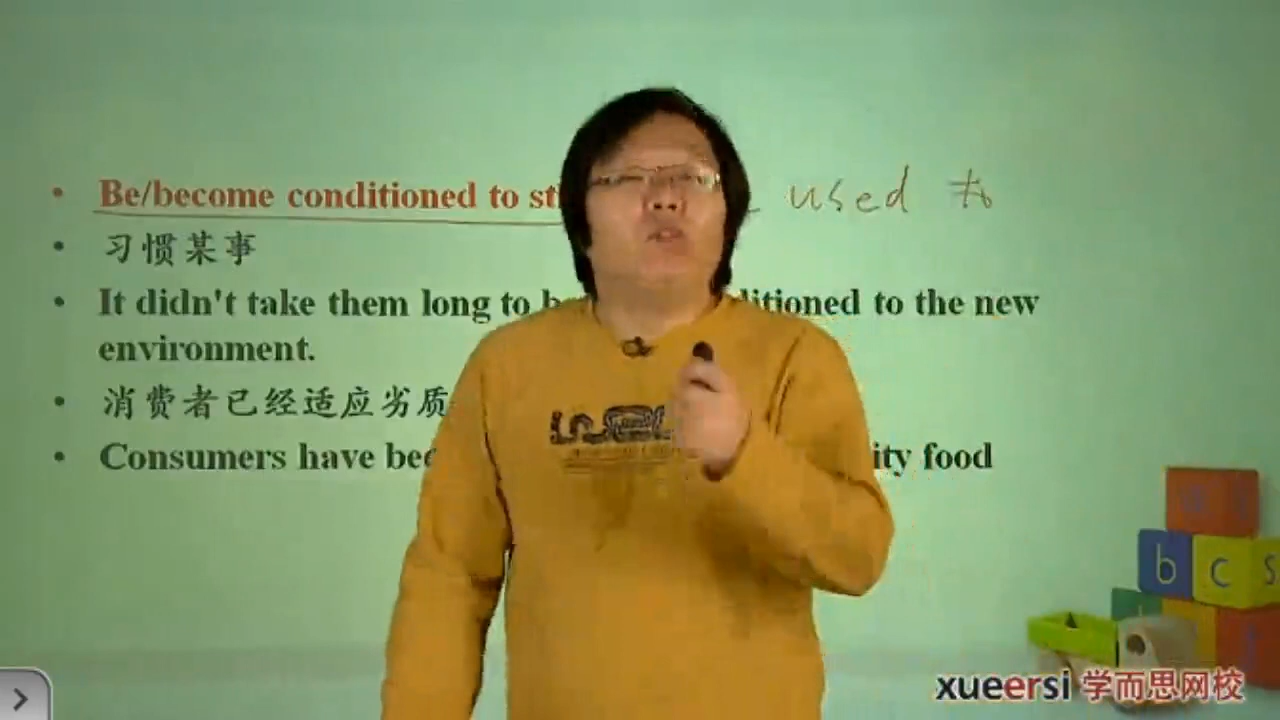 Be/become conditioned to used to
习惯某事
It didn't take them long to ditioned to the new
environment.
消费者已经适应劣质
Consumers have ity food
b c s
xueersi 学而思网校